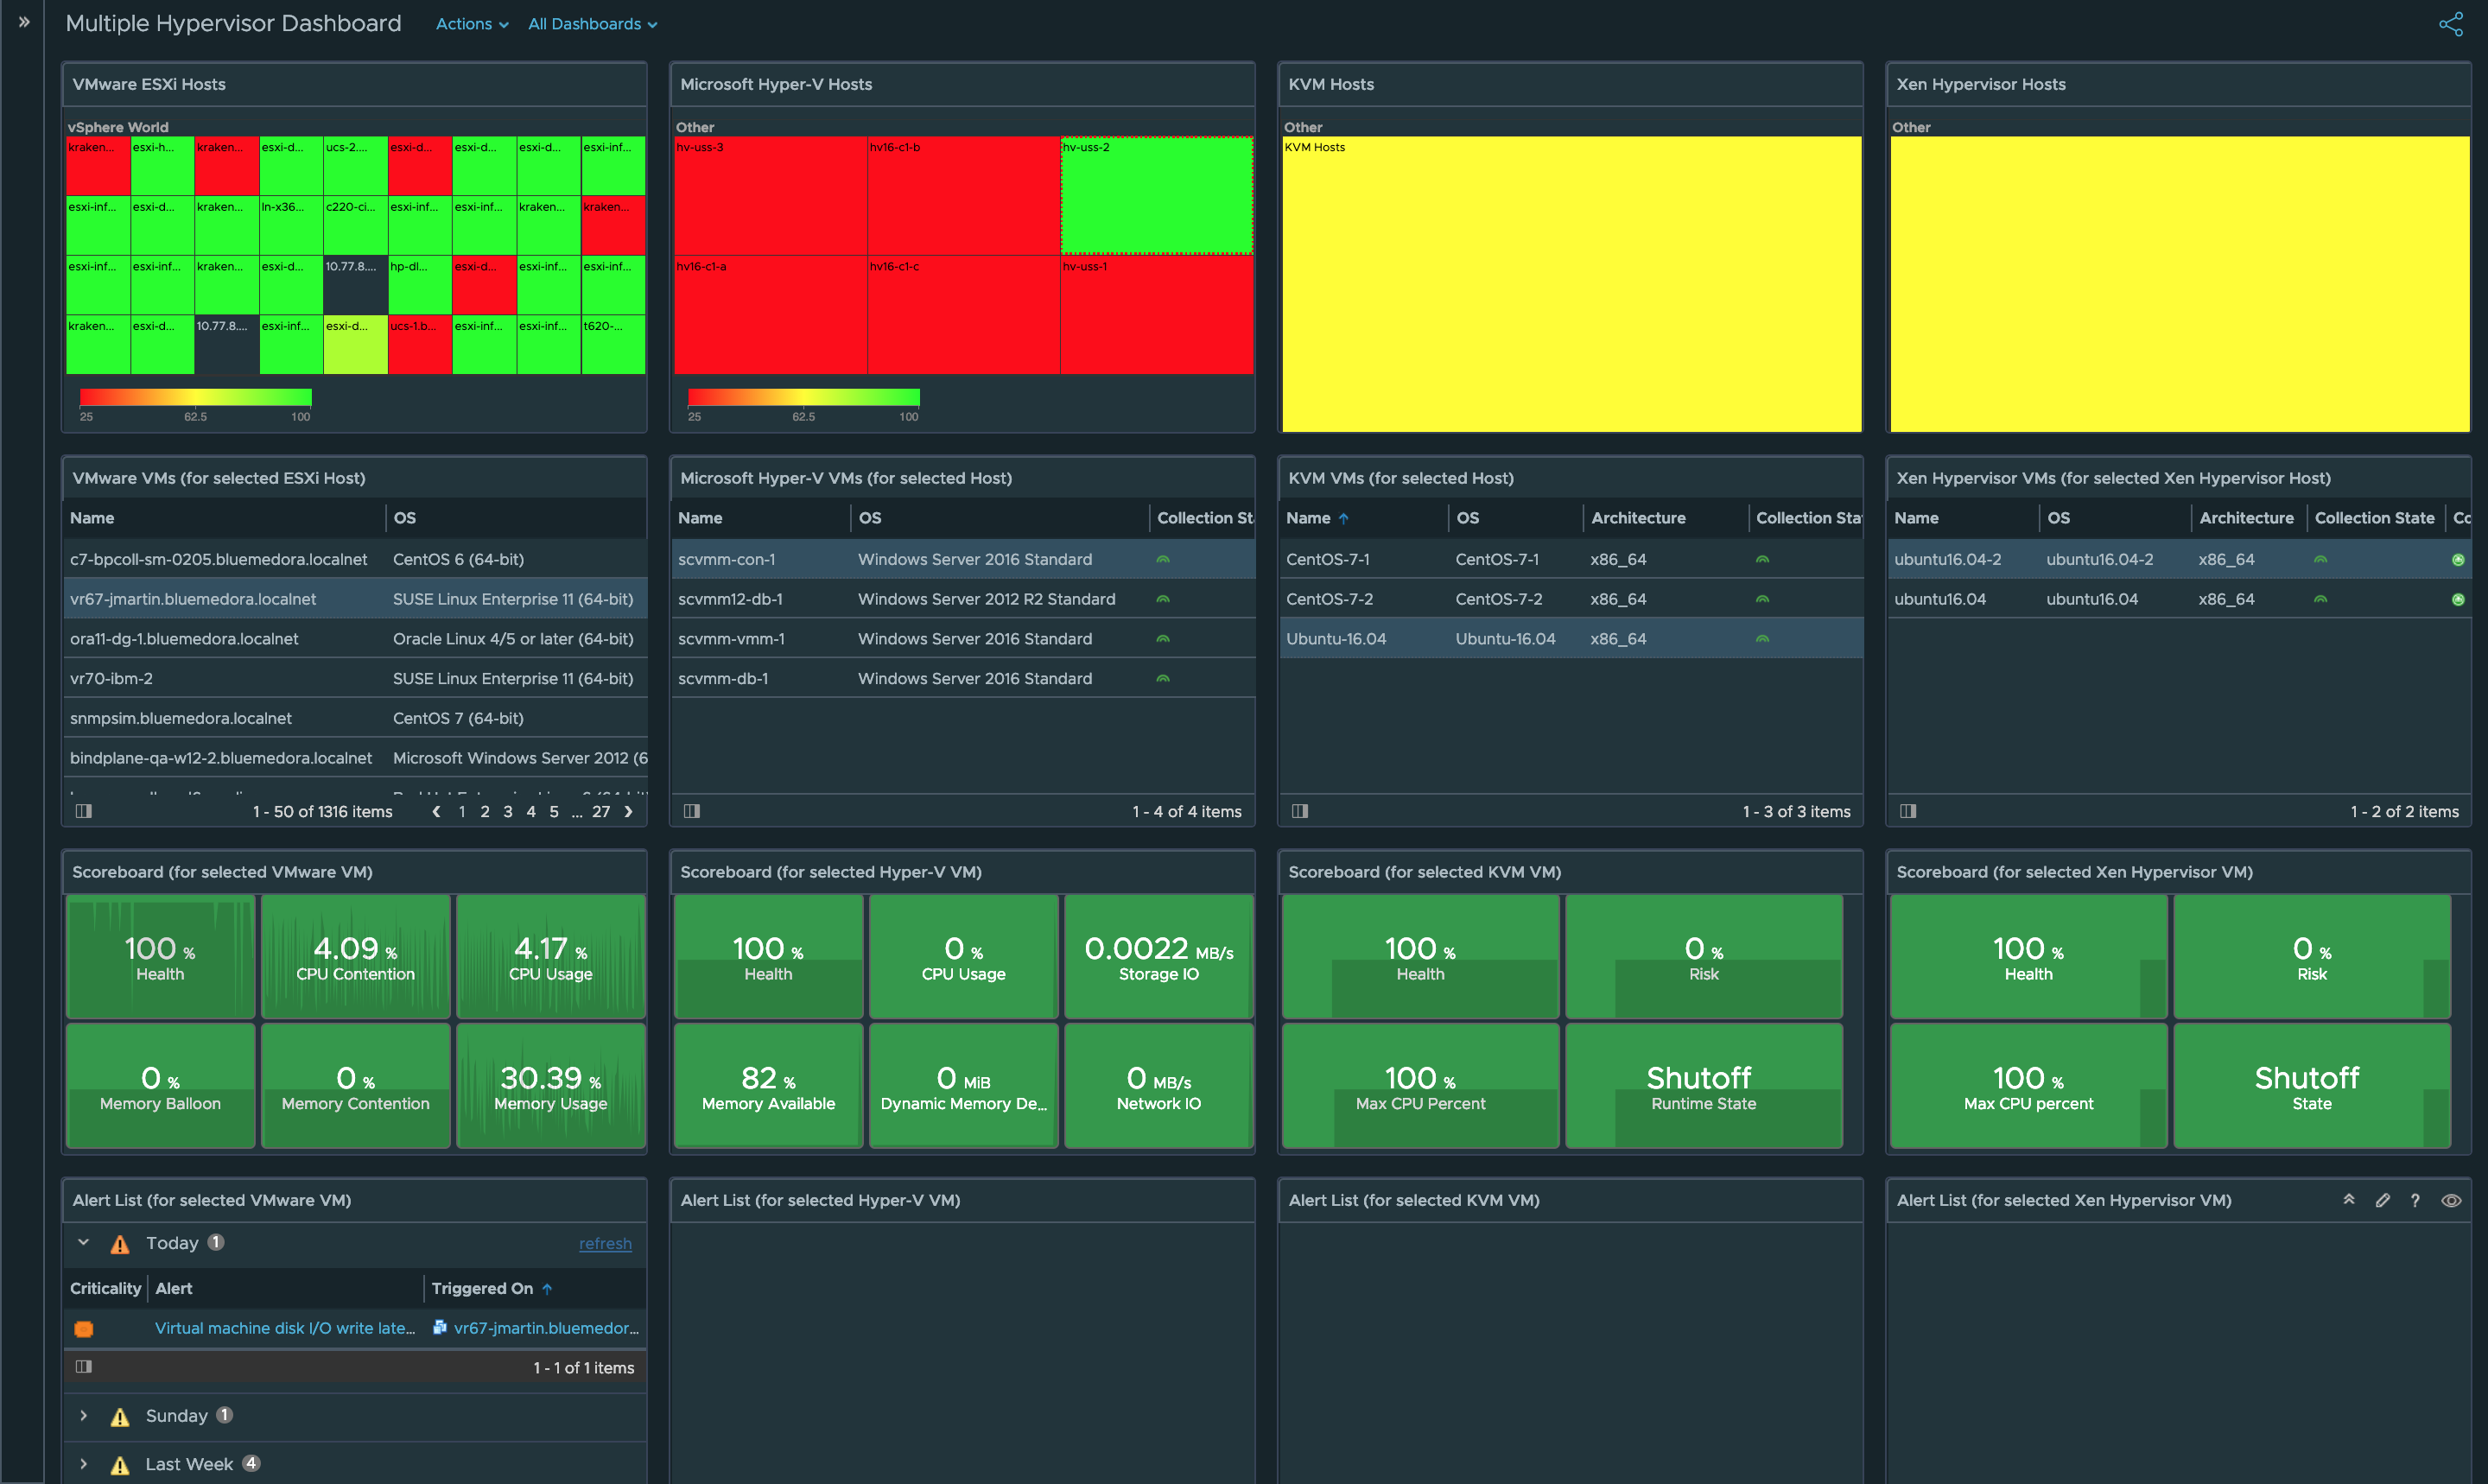 Multiple Hypervisor Dashboard Actions All Dashboards
VMware ESXi Hosts
vSphere World
kraken... esxi-h... kraken... esxi-d... ucs-2.... esxi-d... esxi-d... esxi-d... esxi-inf...
esxi-inf... esxi-d... kraken... ln-x36... c220-ci... esxi-inf... esxi-inf... kraken... kraken...
esxi-inf... esxi-inf... kraken... esxi-d... 10.77.8.... hp-dl... esxi-d... esxi-inf... esxi-inf...
kraken... esxi-d... 10.77.8.... esxi-inf... esxi-d... ucs-1.b... esxi-inf... esxi-inf... t620-...
25 62.5 100
Microsoft Hyper-V Hosts
Other
hv-uss-3 hv16-c1-b hv-uss-2
hv16-c1-a hv16-c1-c hv-uss-1
25 62.5 100
KVM Hosts
Other
KVM Hosts
Xen Hypervisor Hosts
Other
VMware VMs (for selected ESXi Host)
Name OS
c7-bpcoll-sm-0205.bluemedora.localnet CentOS 6 (64-bit)
vr67-jmartin.bluemedora.localnet SUSE Linux Enterprise 11 (64-bit)
ora11-dg-1.bluemedora.localnet Oracle Linux 4/5 or later (64-bit)
vr70-ibm-2 SUSE Linux Enterprise 11 (64-bit)
snmpsim.bluemedora.localnet CentOS 7 (64-bit)
bindplane-qa-w12-2.bluemedora.localnet Microsoft Windows Server 2012 (6
1 - 50 of 1316 items 1 2 3 4 5 ... 27
Microsoft Hyper-V VMs (for selected Host)
Name OS Collection St
scvmm-con-1 Windows Server 2016 Standard
scvmm12-db-1 Windows Server 2012 R2 Standard
scvmm-vmm-1 Windows Server 2016 Standard
scvmm-db-1 Windows Server 2016 Standard
1 - 4 of 4 items
KVM VMs (for selected Host)
Name OS Architecture Collection Sta
CentOS-7-1 CentOS-7-1 x86_64
CentOS-7-2 CentOS-7-2 x86_64
Ubuntu-16.04 Ubuntu-16.04 x86_64
1 - 3 of 3 items
Xen Hypervisor VMs (for selected Xen Hypervisor Host)
Name OS Architecture Collection State Co
ubuntu16.04-2 ubuntu16.04-2 x86_64
ubuntu16.04 ubuntu16.04 x86_64
1 - 2 of 2 items
Scoreboard (for selected VMware VM)
100 % 4.09 % 4.17 %
Health CPU Contention CPU Usage
0 % 0 % 30.39 %
Memory Balloon Memory Contention Memory Usage
Scoreboard (for selected Hyper-V VM)
100 % 0 % 0.0022 MB/s
Health CPU Usage Storage IO
82 % 0 MiB 0 MB/s
Memory Available Dynamic Memory De... Network IO
Scoreboard (for selected KVM VM)
100 % 0 %
Health Risk
100 % Shutoff
Max CPU Percent Runtime State
Scoreboard (for selected Xen Hypervisor VM)
100 % 0 %
Health Risk
100 % Shutoff
Max CPU percent State
Alert List (for selected VMware VM)
Today 1 refresh
Criticality Alert Triggered On
Virtual machine disk I/O write late... vr67-jmartin.bluemedor...
1 - 1 of 1 items
Sunday 1
Last Week 4
Alert List (for selected Hyper-V VM)
Alert List (for selected KVM VM)
Alert List (for selected Xen Hypervisor VM) ?